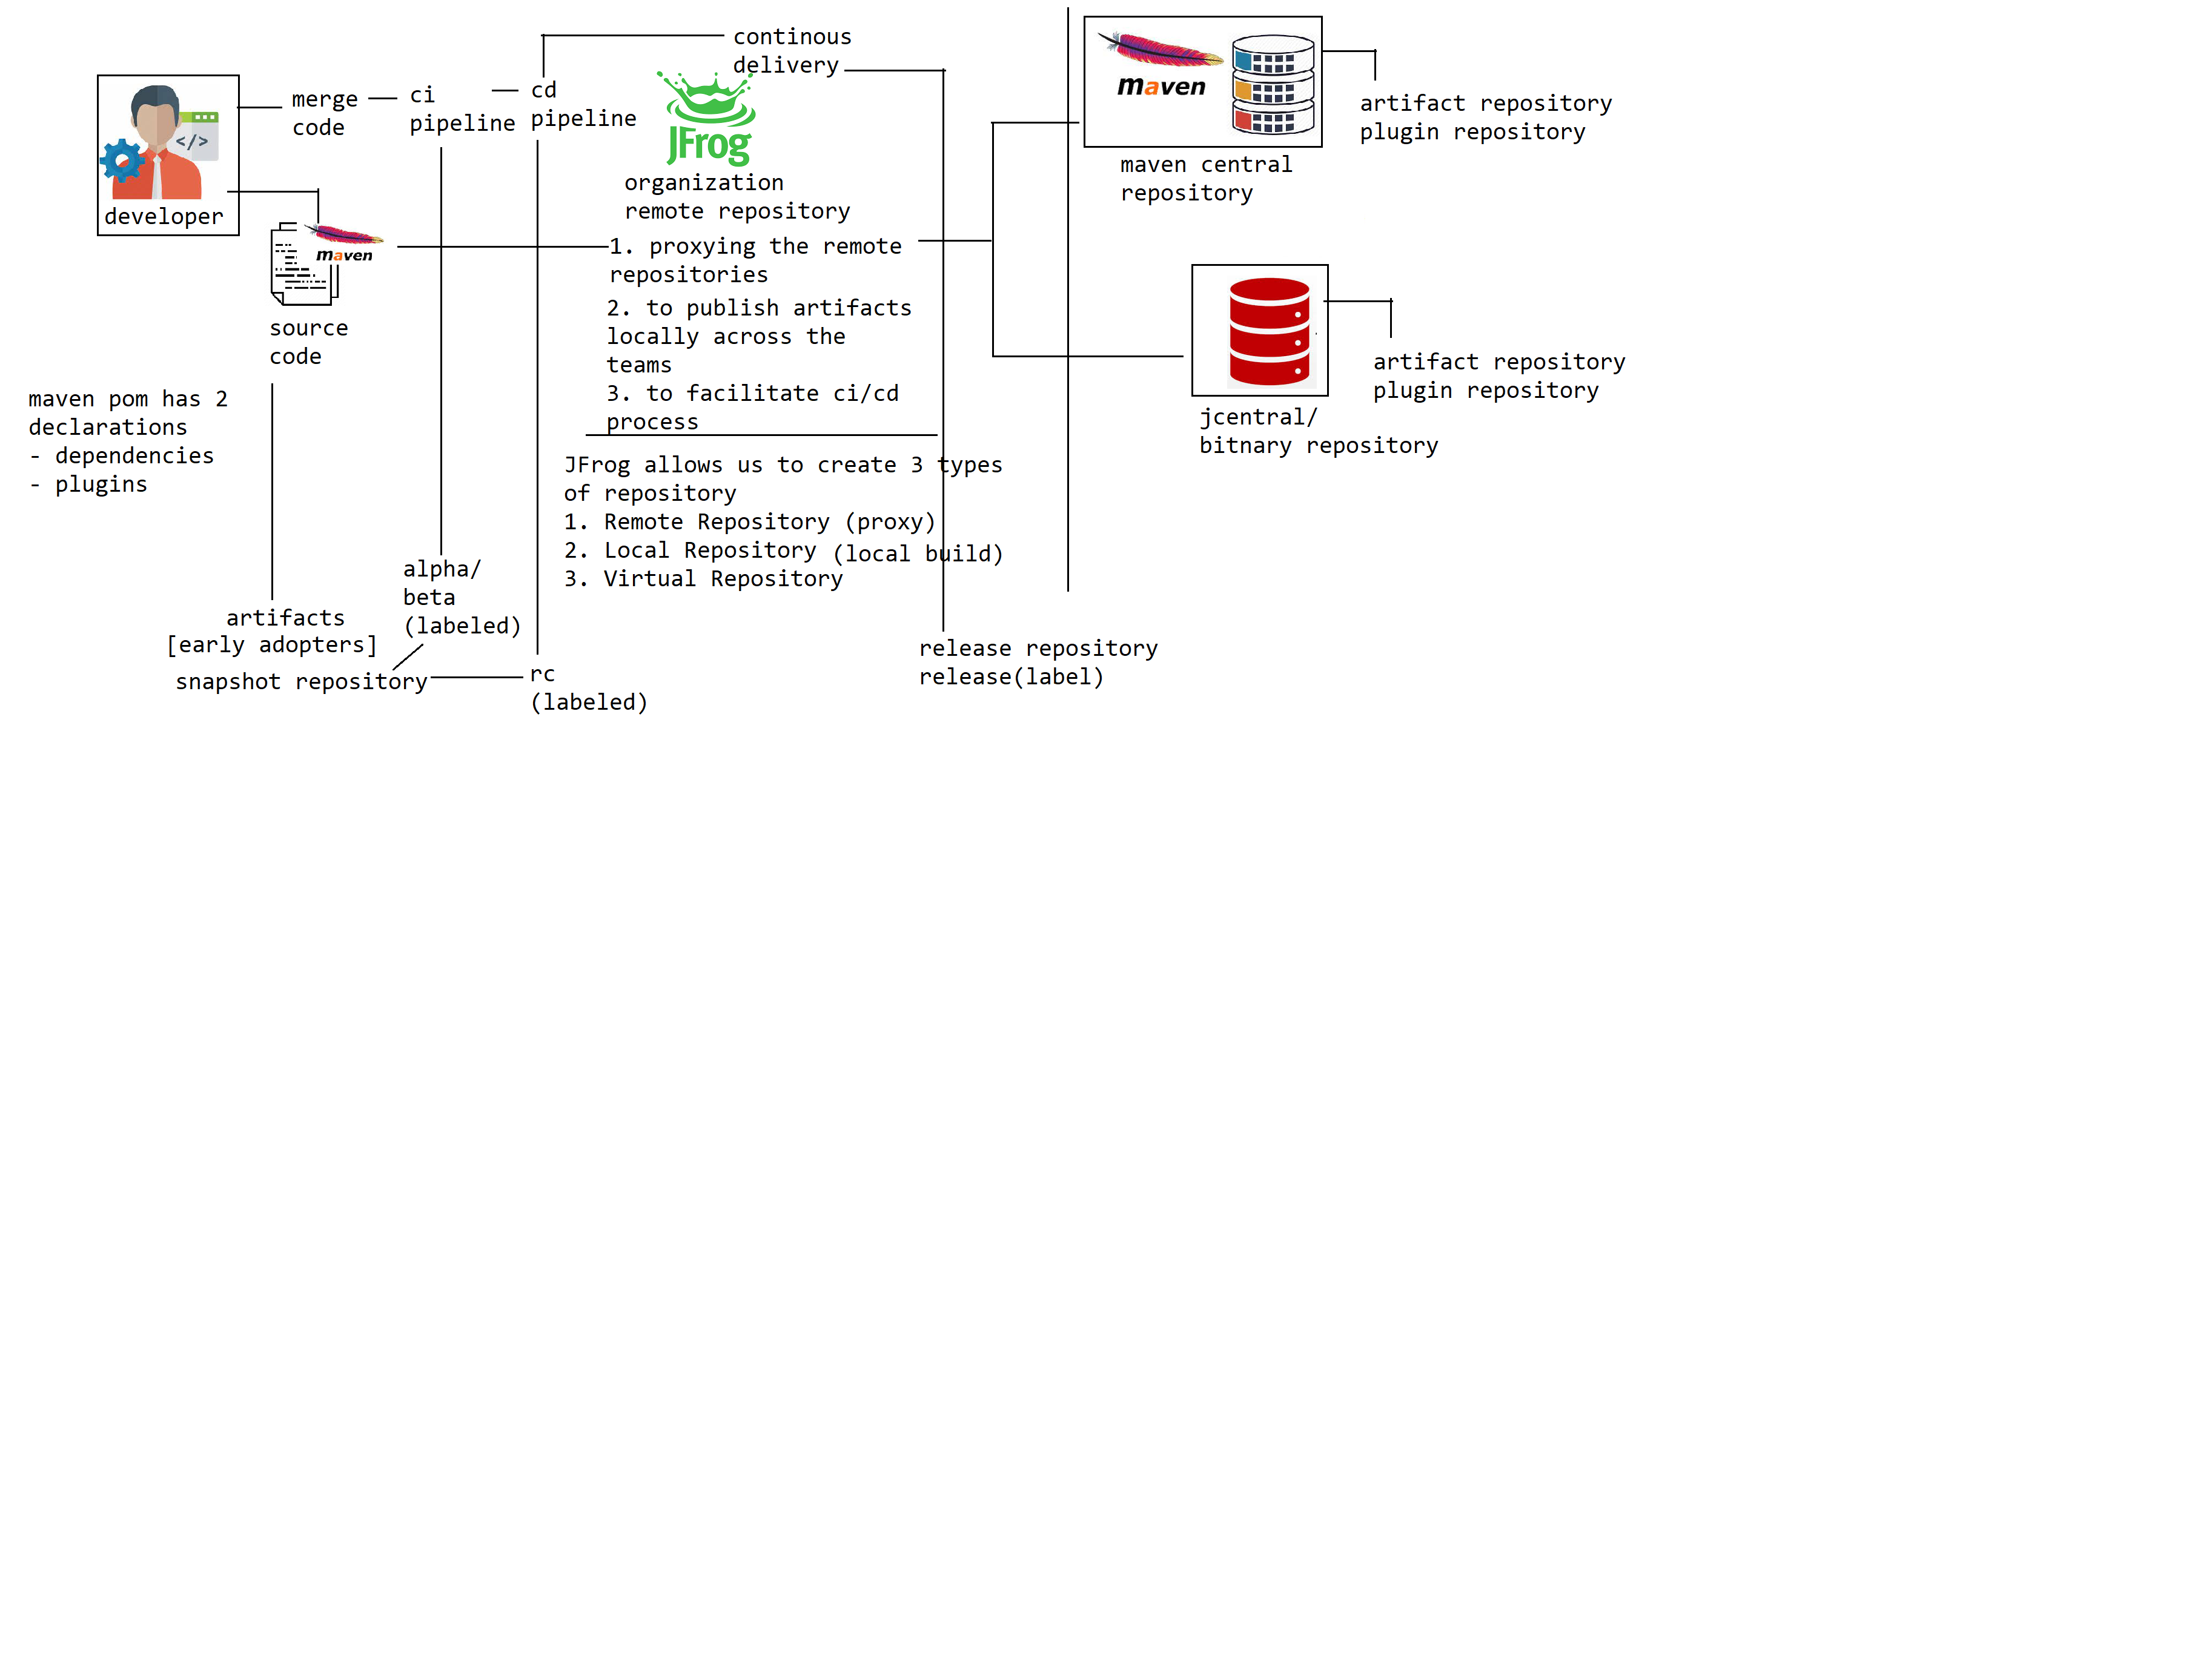 continous
delivery
merge
code
ci
pipeline
cd
pipeline
</>
developer
JFrog
organization
remote repository
maven
maven central
repository
artifact repository
plugin repository
maven
source
code
1. proxying the remote
repositories
2. to publish artifacts
locally across the
teams
3. to facilitate ci/cd
process
artifact repository
plugin repository
jcentral/
bitnary repository
maven pom has 2
declarations
- dependencies
- plugins
JFrog allows us to create 3 types
of repository
1. Remote Repository (proxy)
2. Local Repository (local build)
3. Virtual Repository
alpha/
beta
(labeled)
artifacts
[early adopters]
snapshot repository
rc
(labeled)
release repository
release(label)